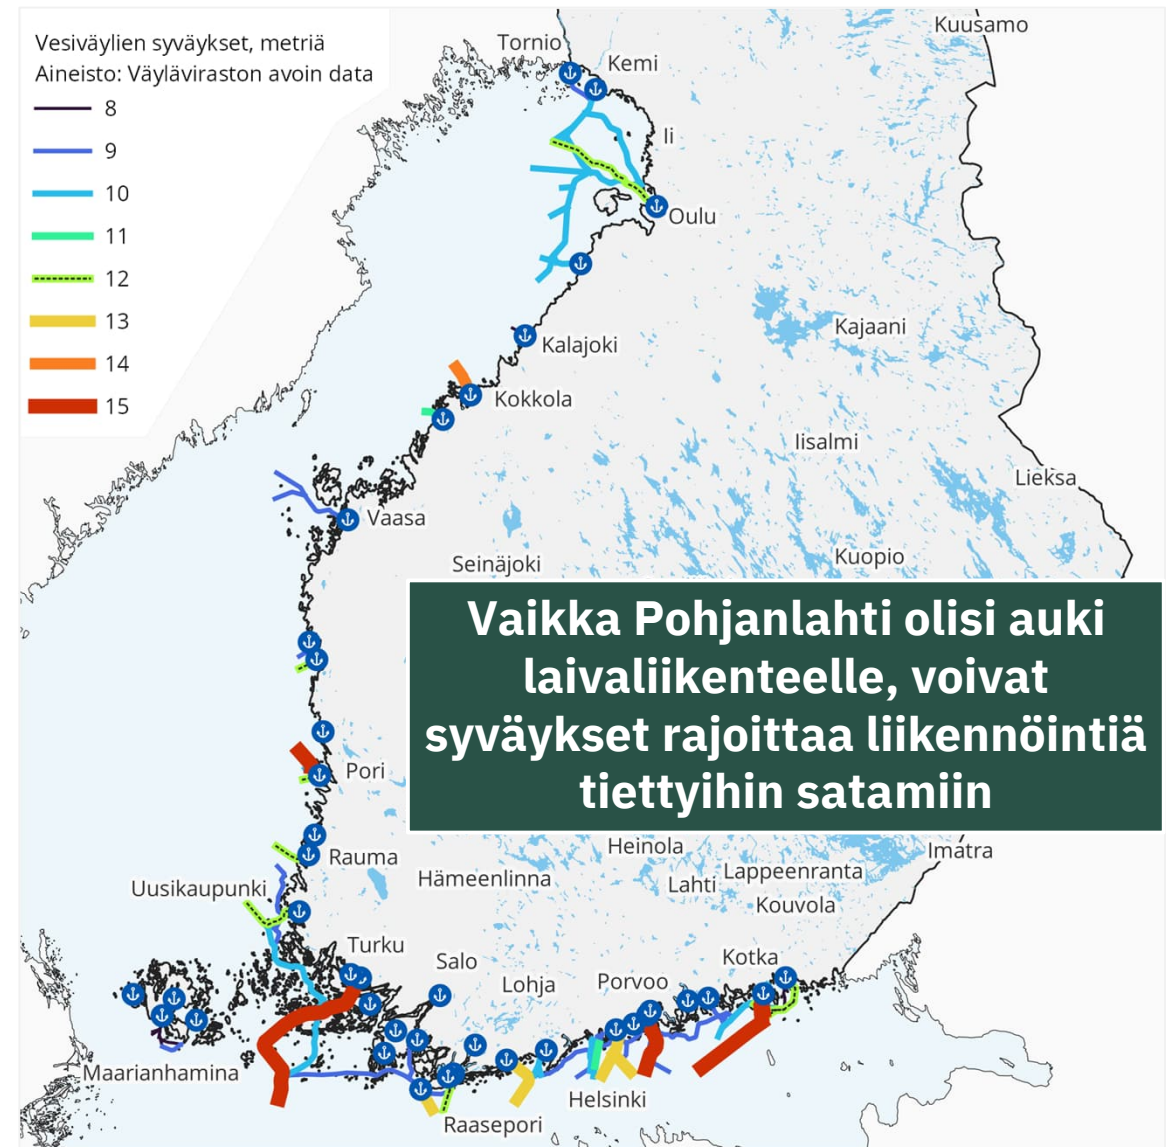 Vesiväylien syväykset, metriä
Aineisto: Väyläviraston avoin data
8
9
10
11
12
13
14
15
Kuusamo
Tornio
Kemi
Ii
Oulu
Kajaani
Kalajoki
Kokkola
Iisalmi
Lieksa
Vaasa
Seinäjoki
Kuopio
Vaikka Pohjanlahti olisi auki
laivaliikenteelle, voivat
syväykset rajoittaa liikennöintiä
tiettyihin satamiin
Pori
Heinola
Imatra
Rauma
Hämeenlinna
Lahti
Lappeenranta
Uusikaupunki
Kouvola
Turku
Salo
Kotka
Lohja
Porvoo
Maarianhamina
Helsinki
Raasepori